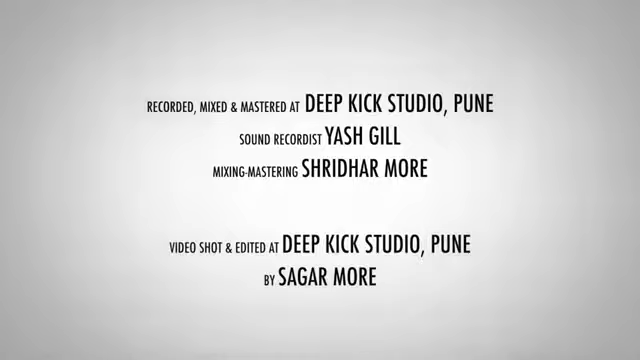 RECORDED, MIXED & MASTERED AT DEEP KICK STUDIO, PUNE
SOUND RECORDIST YASH GILL
MIXING-MASTERING SHRIDHAR MORE
VIDEO SHOT & EDITED AT DEEP KICK STUDIO, PUNE
BY SAGAR MORE